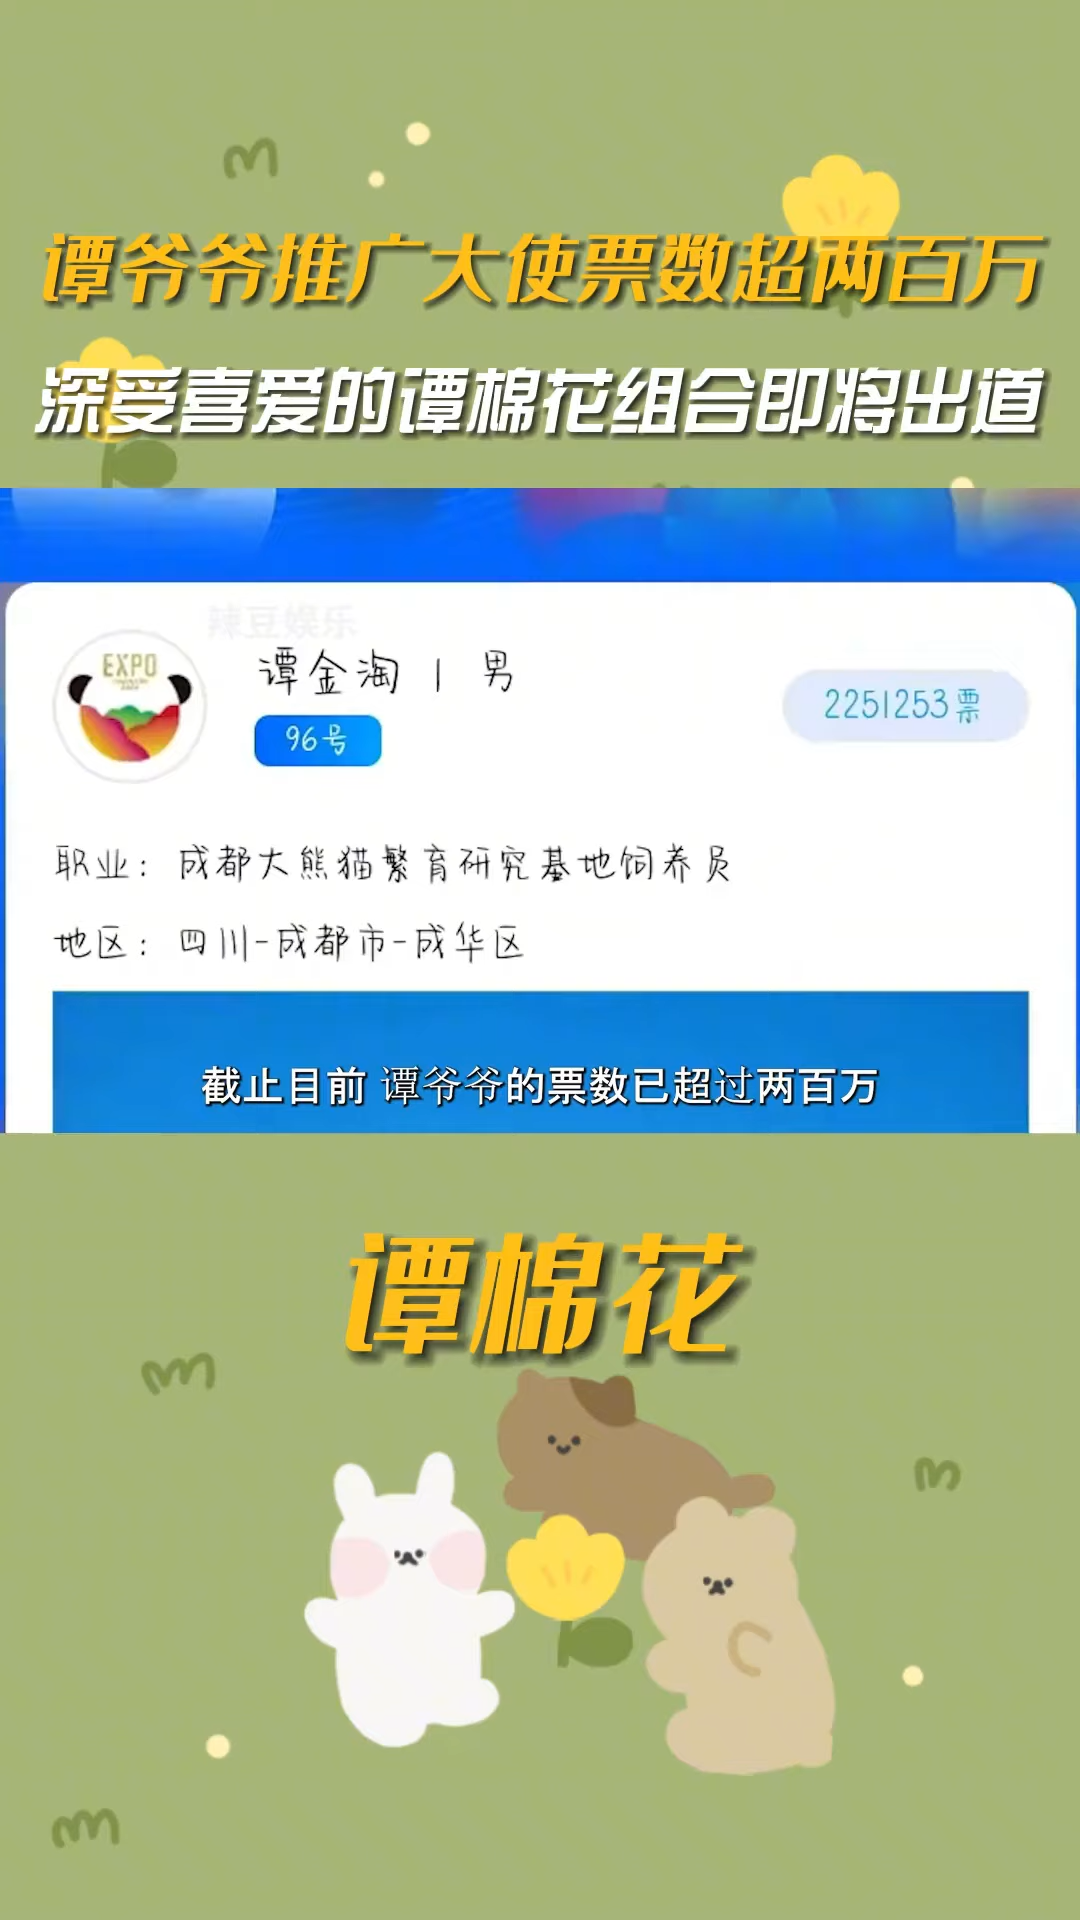 谭爷爷推广大使票数超两百万
深受喜爱的谭棉花组合即将出道
辣豆娱乐
EXPO
谭金淘 | 男
2251253票
96号
职业: 成都大熊猫繁育研究基地饲养员
地区: 四川-成都市-成华区
截止目前 谭爷爷的票数已超过两百万
谭棉花